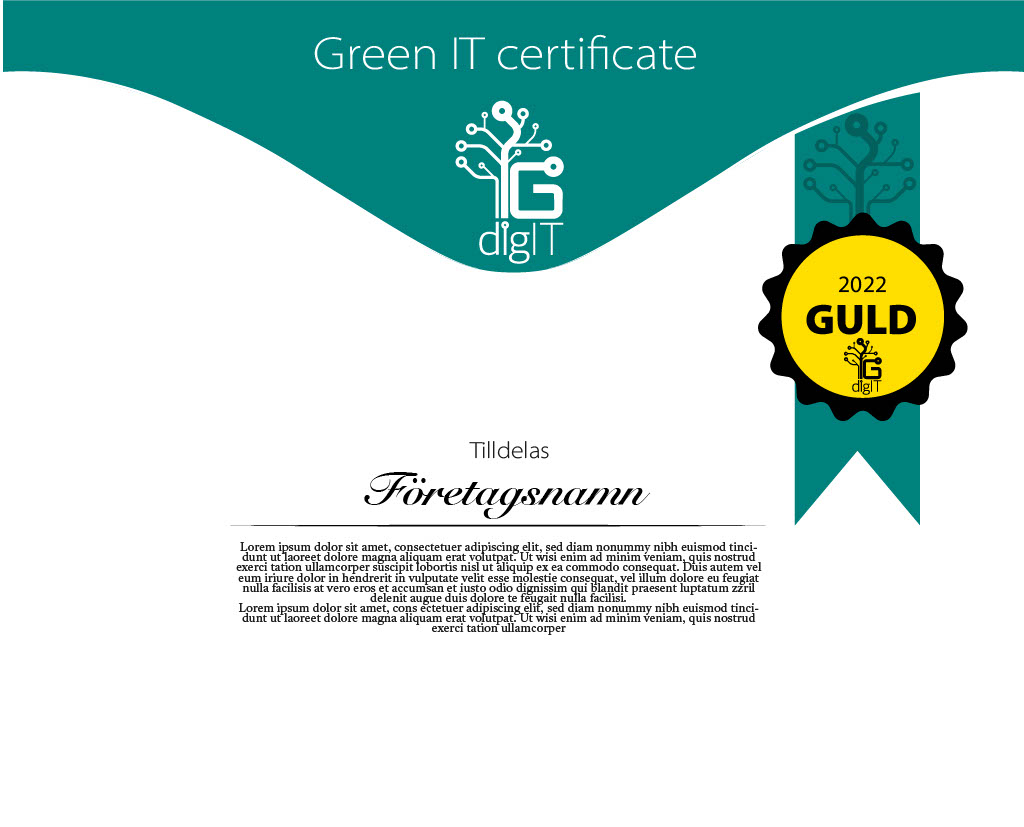 Green IT certificate
G
digIT
2022
GULD
G
digIT
Tilldelas
Företagsnamn
Lorem ipsum dolor sit amet, consectetuer adipiscing elit, sed diam nonummy nibh euismod tinci-
dunt ut laoreet dolore magna aliquam erat volutpat. Ut wisi enim ad minim veniam, quis nostrud
exerci tation ullamcorper suscipit lobortis nisl ut aliquip ex ea commodo consequat. Duis autem vel
eum iriure dolor in hendrerit in vulputate velit esse molestie consequat, vel illum dolore eu feugiat
nulla facilisis at vero eros et accumsan et iusto odio dignissim qui blandit praesent luptatum zzril
delenit augue duis dolore te feugait nulla facilisi.
Lorem ipsum dolor sit amet, cons ectetuer adipiscing elit, sed diam nonummy nibh euismod tinci-
dunt ut laoreet dolore magna aliquam erat volutpat. Ut wisi enim ad minim veniam, quis nostrud
exerci tation ullamcorper